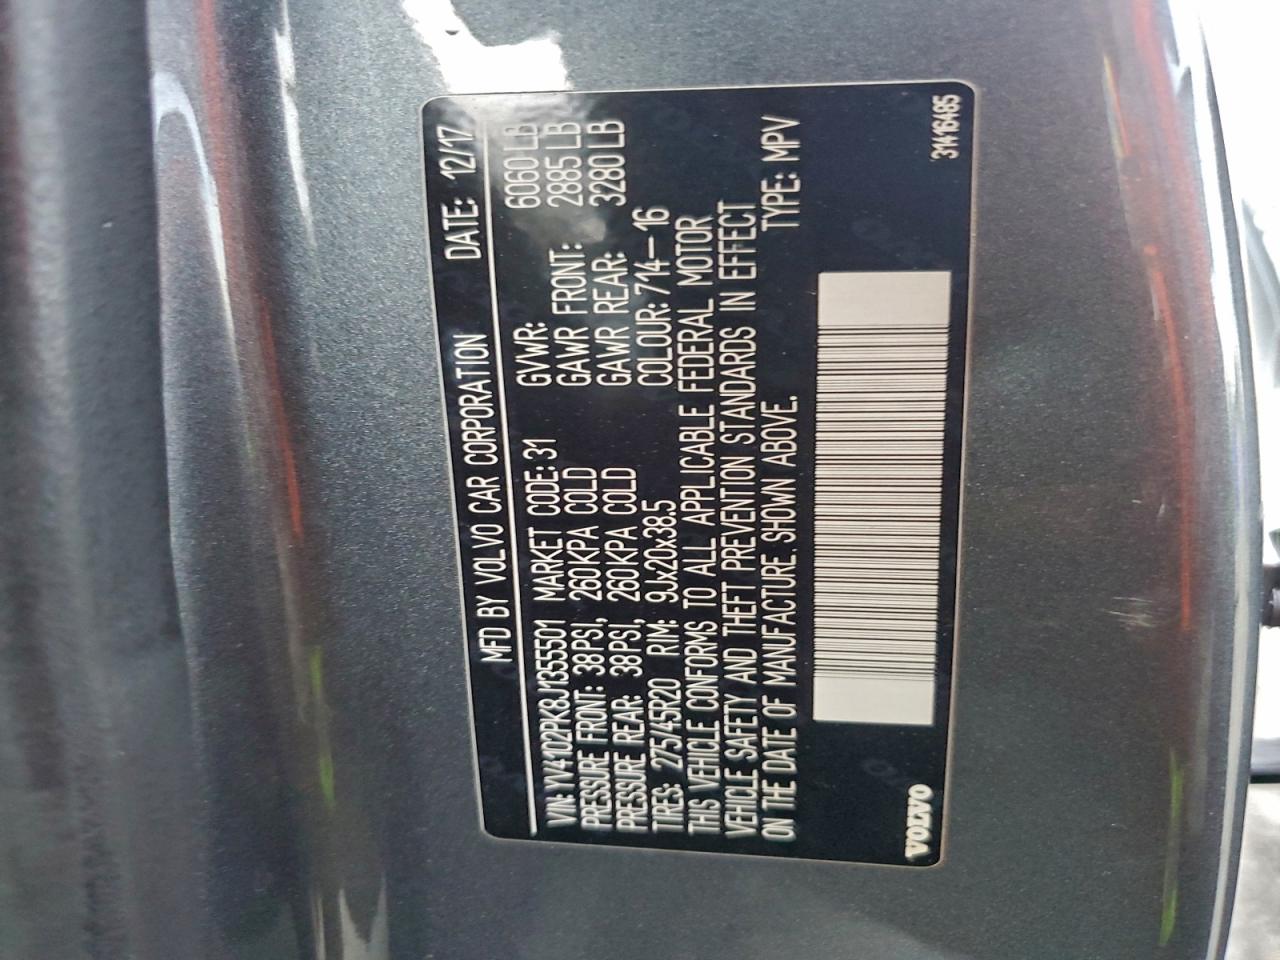 MFD BY VOLVO CAR CORPORATION DATE: 12/17
VIN: YV4102PK8J1355501 MARKET CODE: 31 GVWR: 6060 LB
PRESSURE FRONT: 38PSI, 260KPA COLD GAWR FRONT: 2885 LB
PRESSURE REAR: 38PSI, 260KPA COLD GAWR REAR: 3280 LB
TIRES: 275/45R20 RIM: 9Jx20x38.5 COLOUR: 714-16
THIS VEHICLE CONFORMS TO ALL APPLICABLE FEDERAL MOTOR
VEHICLE SAFETY AND THEFT PREVENTION STANDARDS IN EFFECT
ON THE DATE OF MANUFACTURE. SHOWN ABOVE. TYPE: MPV
VOLVO 31416485